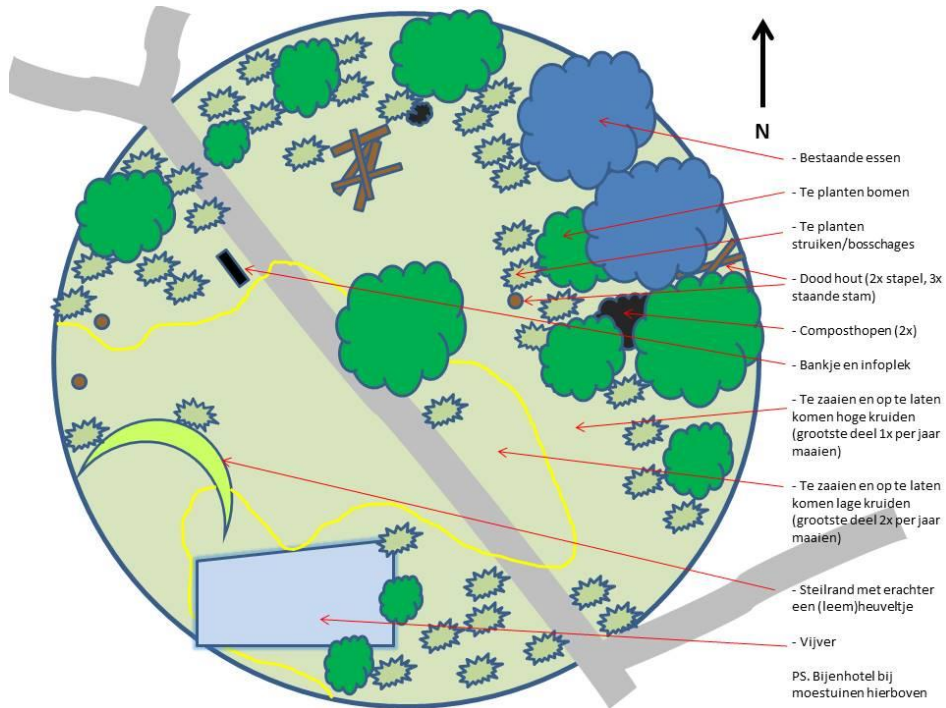 N
- Bestaande essen
- Te planten bomen
- Te planten
struiken/bosschages
- Dood hout (2x stapel, 3x
staande stam)
- Composthopen (2x)
- Bankje en infoplek
- Te zaaien en op te laten
komen hoge kruiden
(grootste deel 1x per jaar
maaien)
- Te zaaien en op te laten
komen lage kruiden
(grootste deel 2x per jaar
maaien)
- Steilrand met erachter
een (leem)heuveltje
- Vijver
PS. Bijenhotel bij
moestuinen hierboven